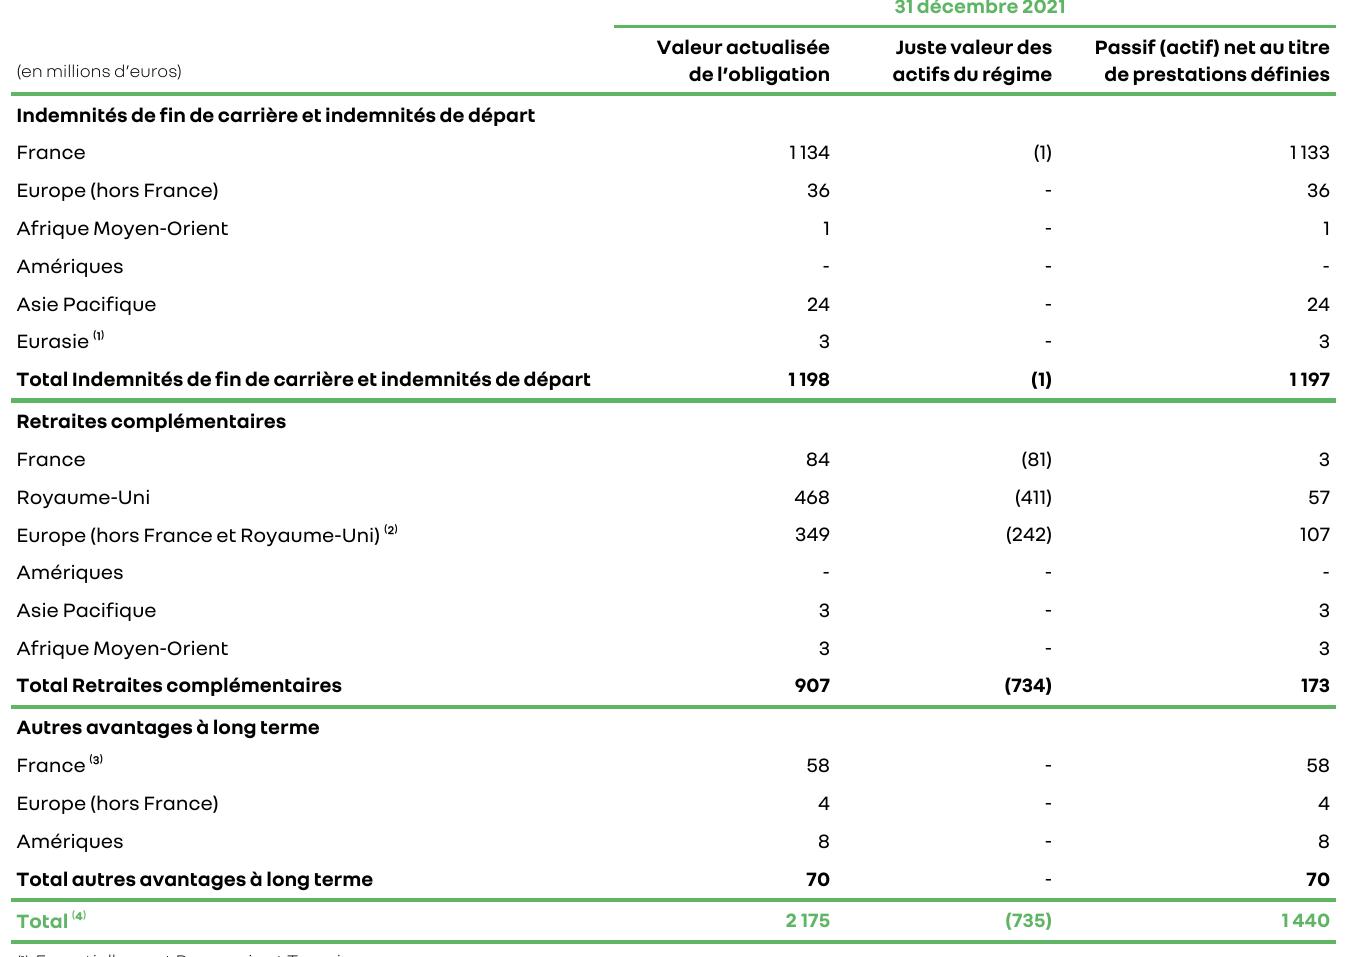 31 décembre 2021
(en millions d’euros) Valeur actualisée de l’obligation Juste valeur des actifs du régime Passif (actif) net au titre de prestations définies
Indemnités de fin de carrière et indemnités de départ
France 1 134 (1) 1 133
Europe (hors France) 36 - 36
Afrique Moyen-Orient 1 - 1
Amériques - - -
Asie Pacifique 24 - 24
Eurasie (1) 3 - 3
Total Indemnités de fin de carrière et indemnités de départ 1 198 (1) 1 197
Retraites complémentaires
France 84 (81) 3
Royaume-Uni 468 (411) 57
Europe (hors France et Royaume-Uni) (2) 349 (242) 107
Amériques - - -
Asie Pacifique 3 - 3
Afrique Moyen-Orient 3 - 3
Total Retraites complémentaires 907 (734) 173
Autres avantages à long terme
France (3) 58 - 58
Europe (hors France) 4 - 4
Amériques 8 - 8
Total autres avantages à long terme 70 - 70
Total (4) 2 175 (735) 1 440